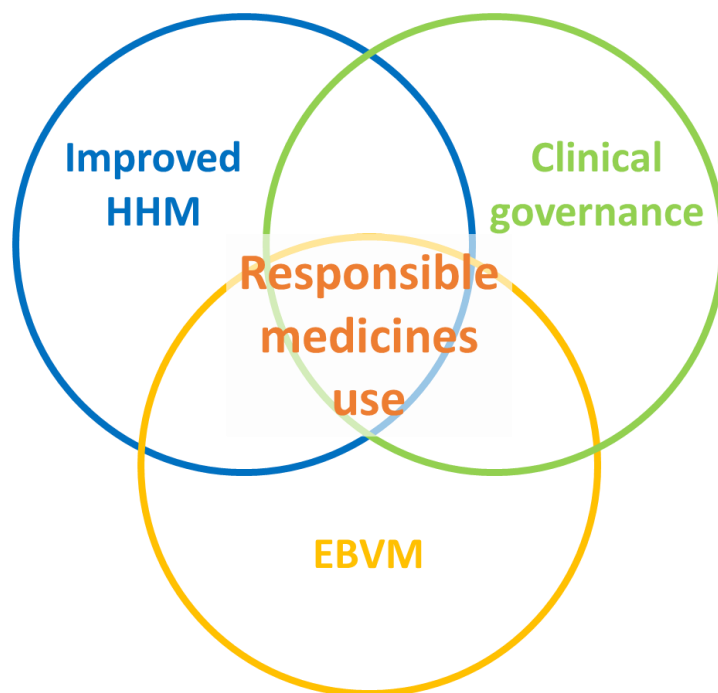 Improved
HHM
Clinical
governance
Responsible
medicines
use
EBVM